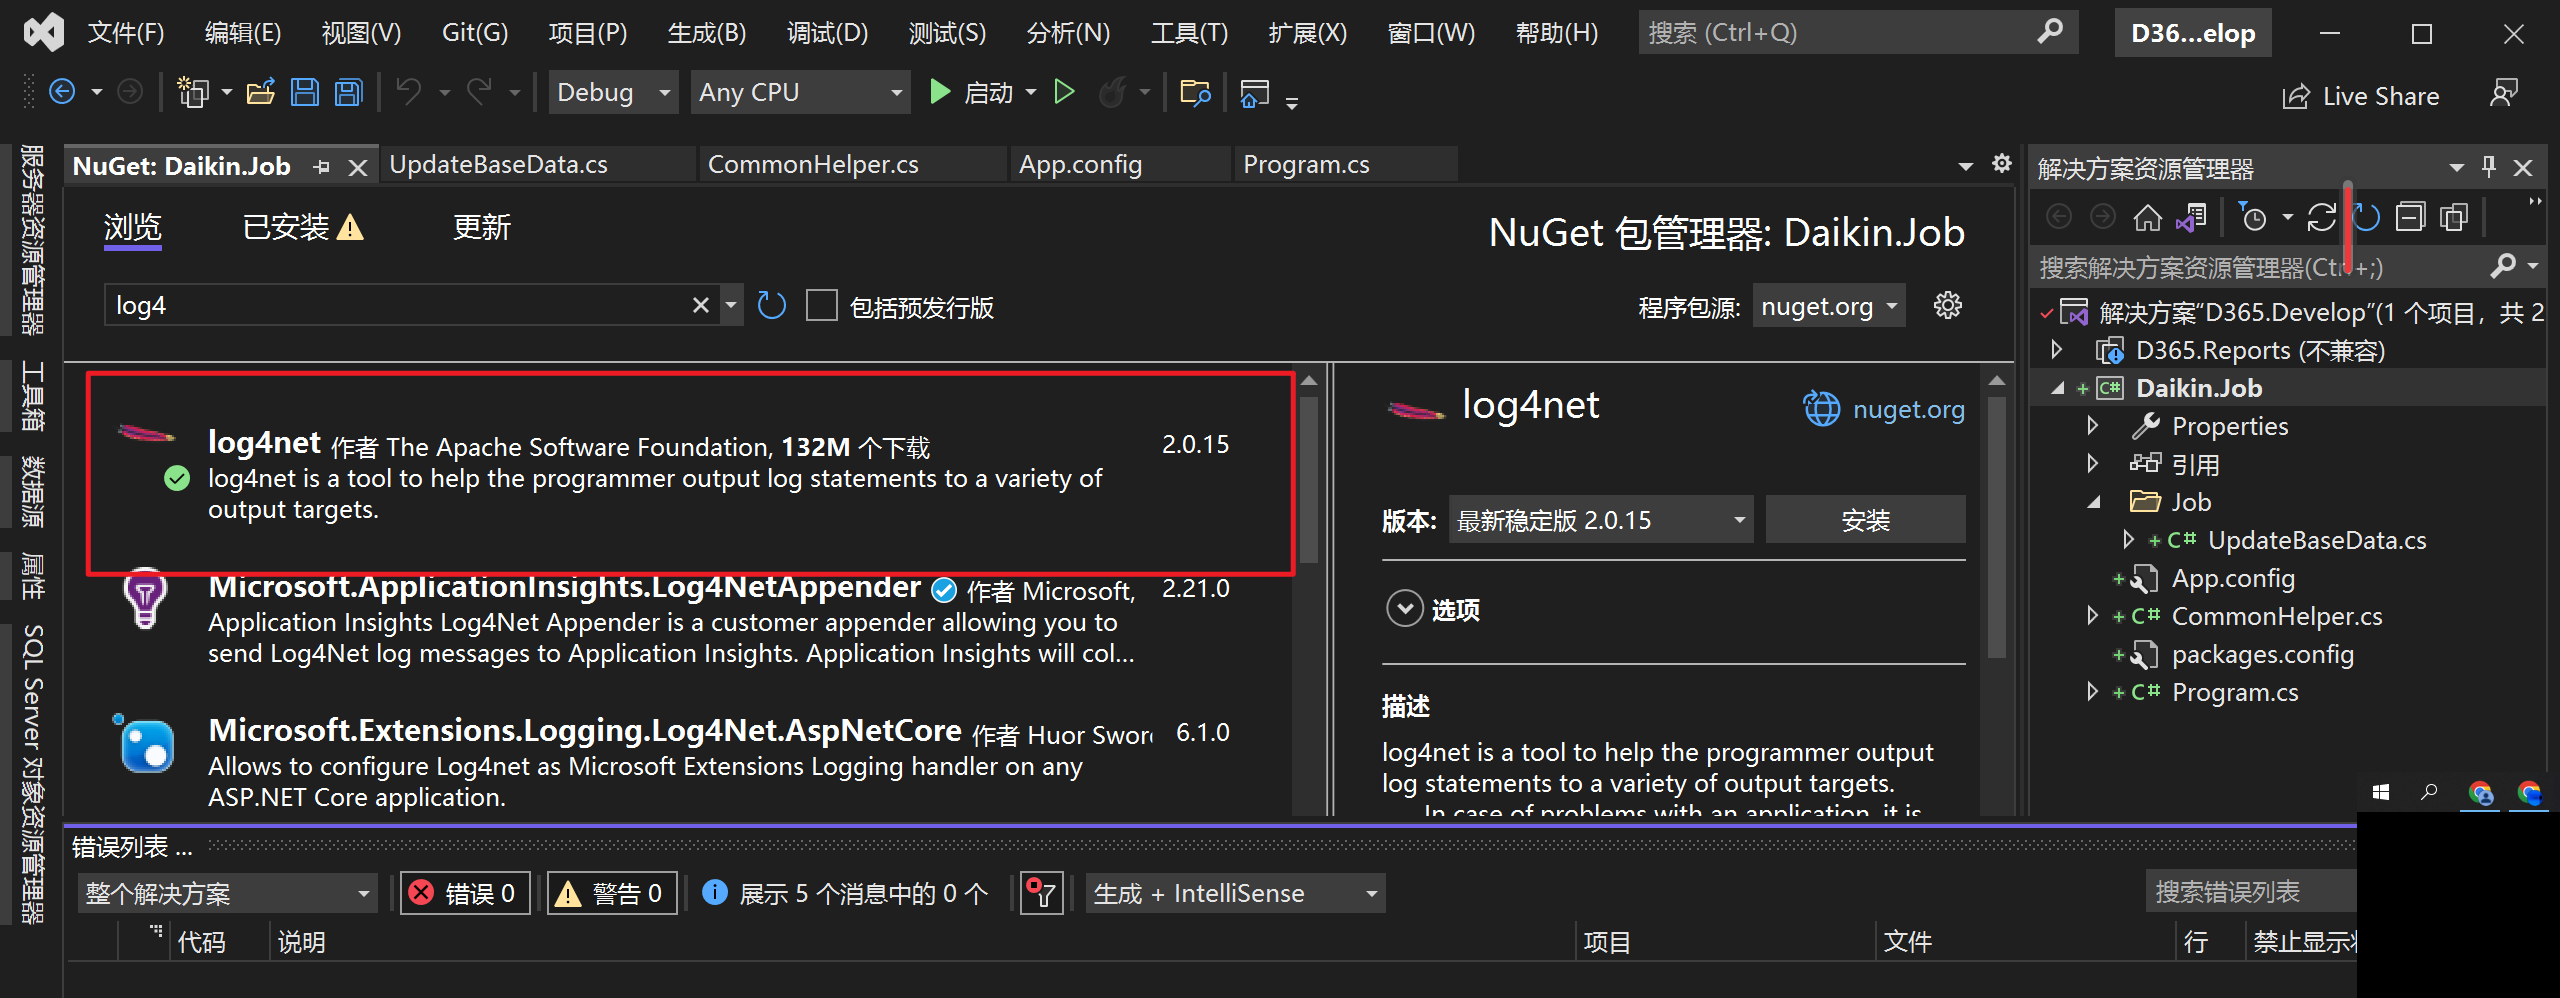 文件(F) 编辑(E) 视图(V) Git(G) 项目(P) 生成(B) 调试(D) 测试(S) 分析(N) 工具(T) 扩展(X) 窗口(W) 帮助(H) 搜索 (Ctrl+Q) D36...elop
Debug Any CPU 启动 Live Share
服务器资源管理器
工具箱
数据源
属性
SQL Server 对象资源管理器
NuGet: Daikin.Job UpdateBaseData.cs CommonHelper.cs App.config Program.cs
浏览 已安装 更新 NuGet 包管理器: Daikin.Job
log4 包括预发行版 程序包源: nuget.org
log4net 作者 The Apache Software Foundation, 132M 个下载 2.0.15
log4net is a tool to help the programmer output log statements to a variety of
output targets.
Microsoft.ApplicationInsights.Log4NetAppender 作者 Microsoft, 2.21.0
Application Insights Log4Net Appender is a customer appender allowing you to
send Log4Net log messages to Application Insights. Application Insights will col...
Microsoft.Extensions.Logging.Log4Net.AspNetCore 作者 Huor Swor 6.1.0
Allows to configure Log4net as Microsoft Extensions Logging handler on any
ASP.NET Core application.
log4net nuget.org
版本: 最新稳定版 2.0.15 安装
选项
描述
log4net is a tool to help the programmer output
log statements to a variety of output targets.
In case of problems with an application, it is
解决方案资源管理器
搜索解决方案资源管理器(Ctrl+;)
解决方案"D365.Develop"(1 个项目, 共 2
D365.Reports (不兼容)
Daikin.Job
Properties
引用
Job
UpdateBaseData.cs
App.config
CommonHelper.cs
packages.config
Program.cs
错误列表 ...
整个解决方案 错误 0 警告 0 展示 5 个消息中的 0 个 生成 + IntelliSense 搜索错误列表
代码 说明 项目 文件 行 禁止显示